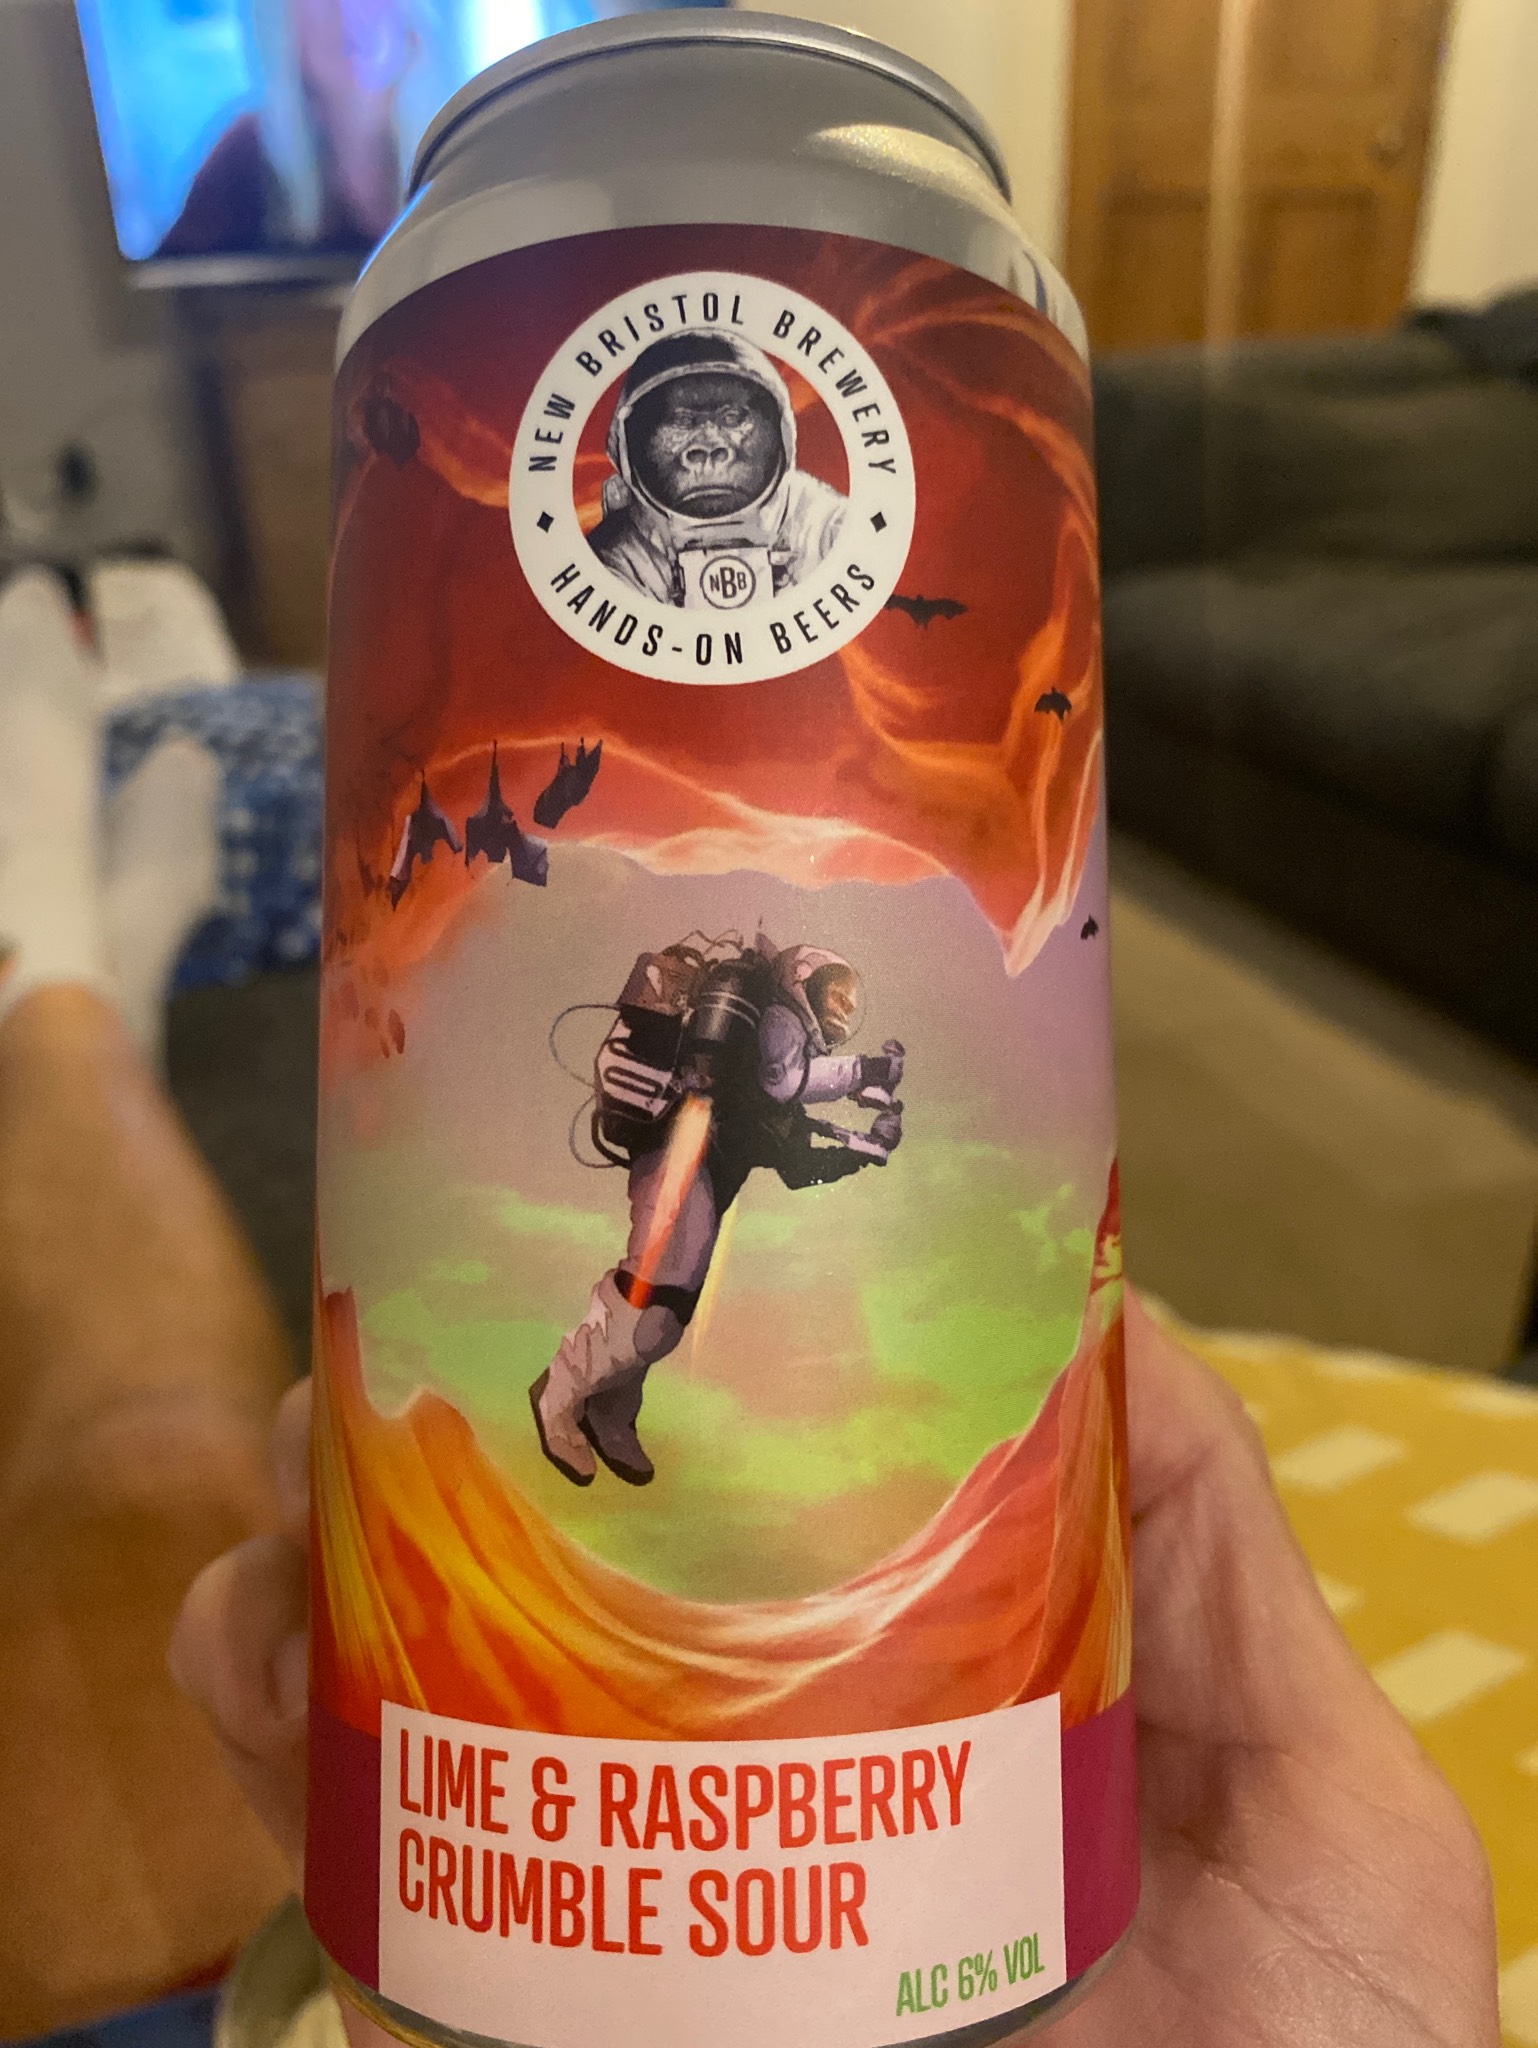 NEW BRISTOL BREWERY
NBB
HANDS-ON BEERS
LIME & RASPBERRY
CRUMBLE SOUR
ALC 6% VOL